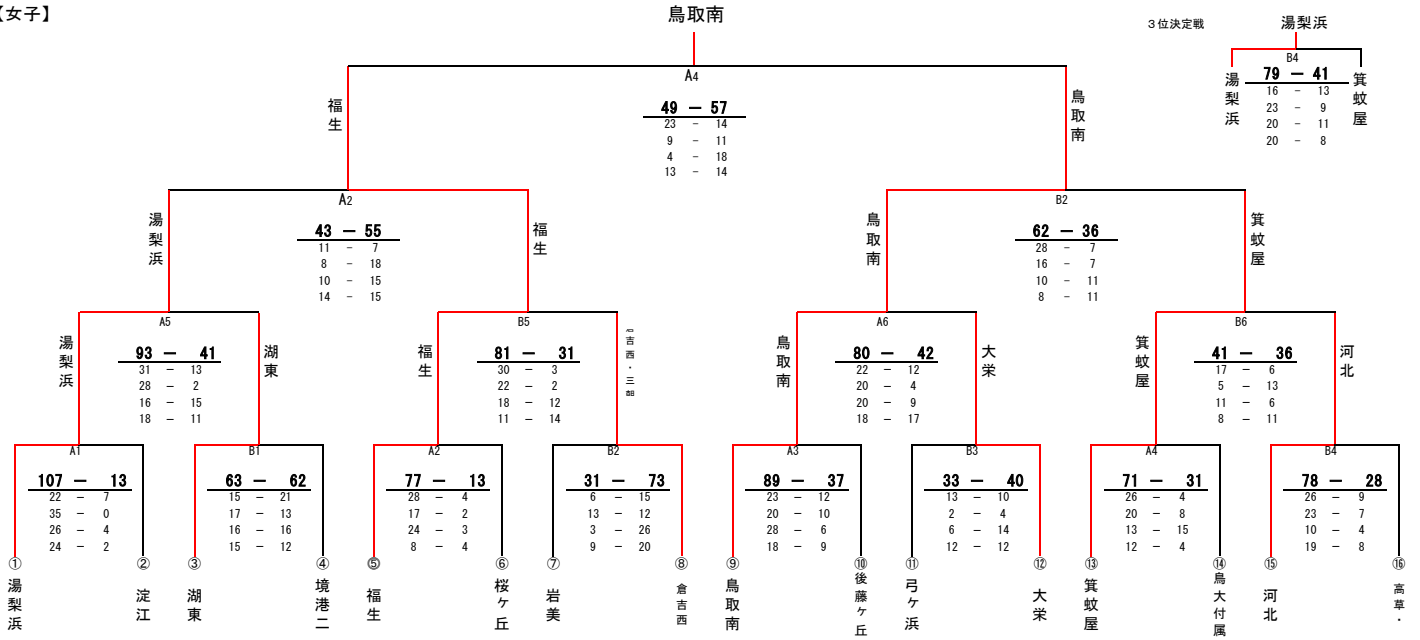 【女子】
鳥取南
３位決定戦
湯梨浜
B4
湯梨浜
79 － 41
16 － 13
23 － 9
20 － 11
20 － 8
箕蚊屋
A4
福生
49 － 57
23 － 14
9 － 11
4 － 18
13 － 14
鳥取南
A2
湯梨浜
43 － 55
11 － 7
8 － 18
10 － 15
14 － 15
福生
B2
鳥取南
62 － 36
28 － 7
16 － 7
10 － 11
8 － 11
箕蚊屋
A5
湯梨浜
93 － 41
31 － 13
28 － 2
16 － 15
18 － 11
湖東
B5
福生
81 － 31
30 － 3
22 － 2
18 － 12
11 － 14
吉西・三
A6
鳥取南
80 － 42
22 － 12
20 － 4
20 － 9
18 － 17
大栄
B6
箕蚊屋
41 － 36
17 － 6
5 － 13
11 － 6
8 － 11
河北
A1
107 － 13
22 － 7
35 － 0
26 － 4
24 － 2
B1
63 － 62
15 － 21
17 － 13
16 － 16
15 － 12
A2
77 － 13
28 － 4
17 － 2
24 － 3
8 － 4
B2
31 － 73
6 － 15
13 － 12
3 － 26
9 － 20
A3
89 － 37
23 － 12
20 － 10
28 － 6
18 － 9
B3
33 － 40
13 － 10
2 － 4
6 － 14
12 － 12
A4
71 － 31
26 － 4
20 － 8
13 － 15
12 － 4
B4
78 － 28
26 － 9
23 － 7
10 － 4
19 － 8
① 湯梨浜
② 淀江
③ 湖東
④ 境港二
⑤ 福生
⑥ 桜ヶ丘
⑦ 岩美
⑧ 倉吉西
⑨ 鳥取南
⑩ 後藤ヶ丘
⑪ 弓ヶ浜
⑫ 大栄
⑬ 箕蚊屋
⑭ 鳥大付属
⑮ 河北
⑯ 高草・